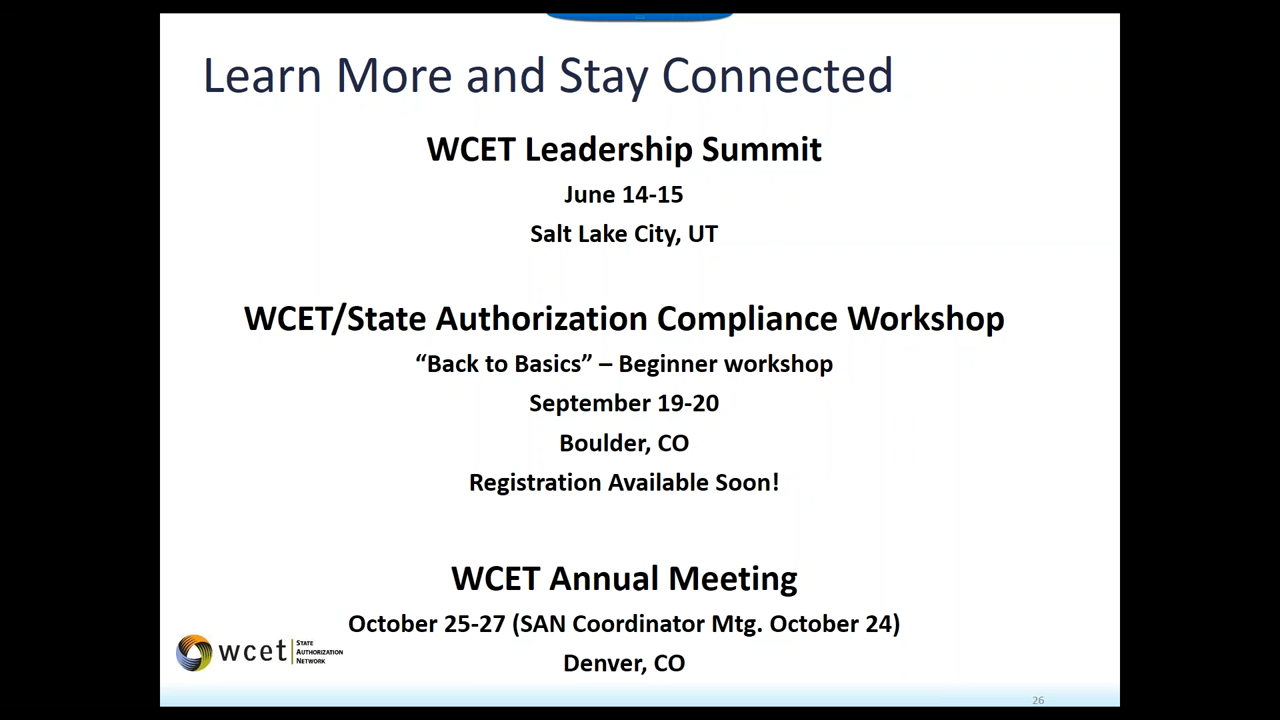 Learn More and Stay Connected
WCET Leadership Summit
June 14-15
Salt Lake City, UT
WCET/State Authorization Compliance Workshop
“Back to Basics” – Beginner workshop
September 19-20
Boulder, CO
Registration Available Soon!
WCET Annual Meeting
October 25-27 (SAN Coordinator Mtg. October 24)
Denver, CO
wcet
STATE
AUTHORIZATION
NETWORK
26